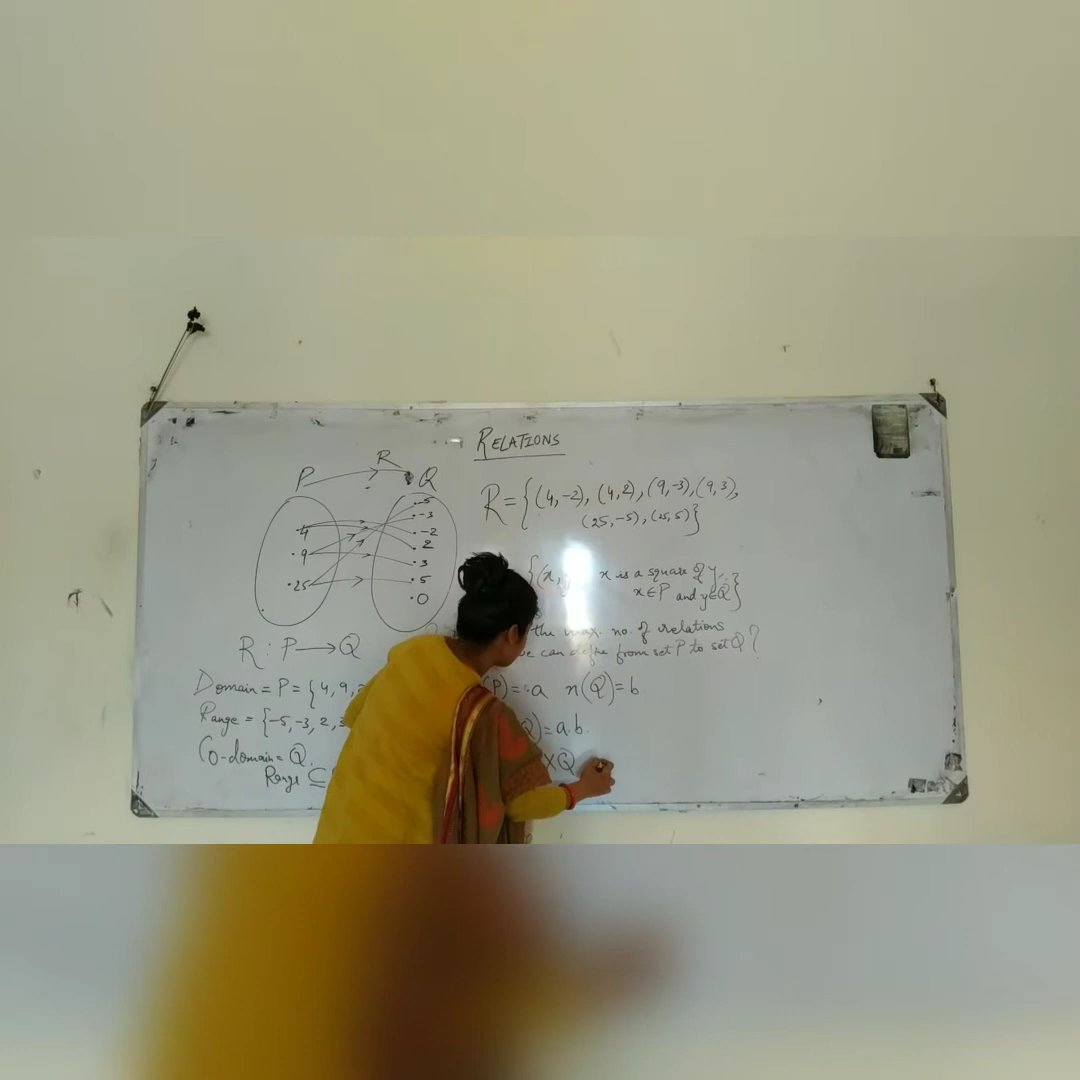 RELATIONS
P R Q
·4
·9
·25
·-5
·-3
·-2
2
·3
·5
·0
R : P → Q
Domain = P = {4, 9,
Range = {-5, -3, 2, 3
Co-domain = Q.
Range ⊆
R = {(4, -2), (4, 2), (9, -3), (9, 3),
(25, -5), (25, 5)}
{(x, x is a square of y,
x ∈ P and y ∈ Q}
the max. no. of relations
can define from set P to set Q?
(P) = a n(Q) = b
Q) = a.b.
×Q